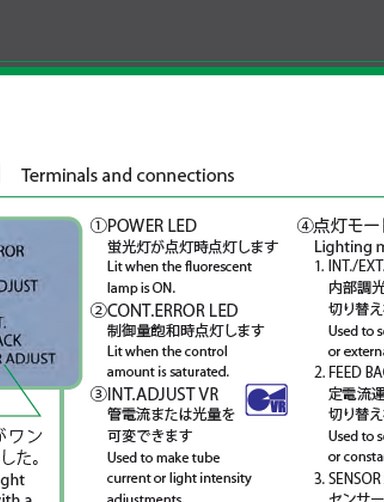 Terminals and connections
ROR
DJUST
T.
ACK
R ADJUST
がワン
した。
ght
with a
①POWER LED
蛍光灯が点灯時点灯します
Lit when the fluorescent
lamp is ON.
②CONT.ERROR LED
制御量飽和時点灯します
Lit when the control
amount is saturated.
③INT.ADJUST VR
管電流または光量を
可変できます
Used to make tube
current or light intensity
adjustments
VR
④点灯モー
Lighting m
1. INT./EXT.
内部調光
切り替え
Used to s
or externa
2. FEED BA
定電流運
切り替え
Used to s
or consta
3. SENSOR
センサー